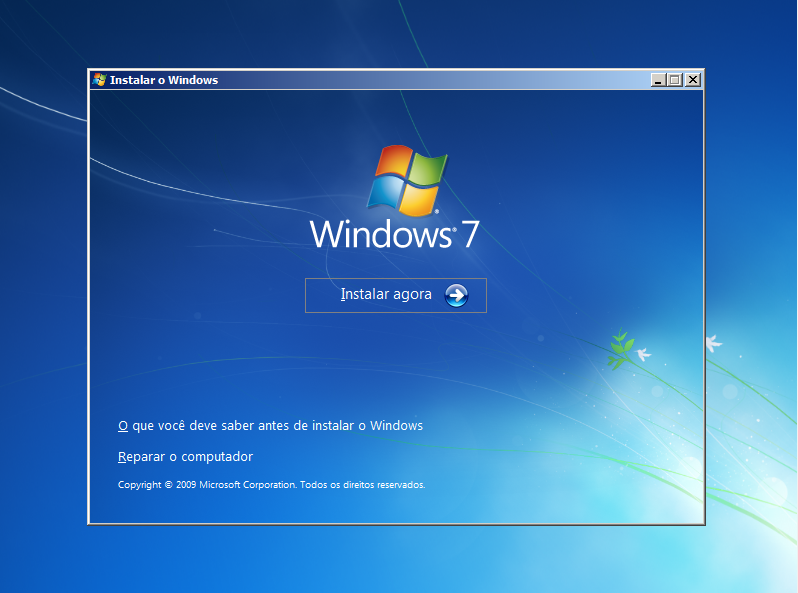 Instalar o Windows
Windows® 7
Instalar agora
O que você deve saber antes de instalar o Windows
Reparar o computador
Copyright © 2009 Microsoft Corporation. Todos os direitos reservados.